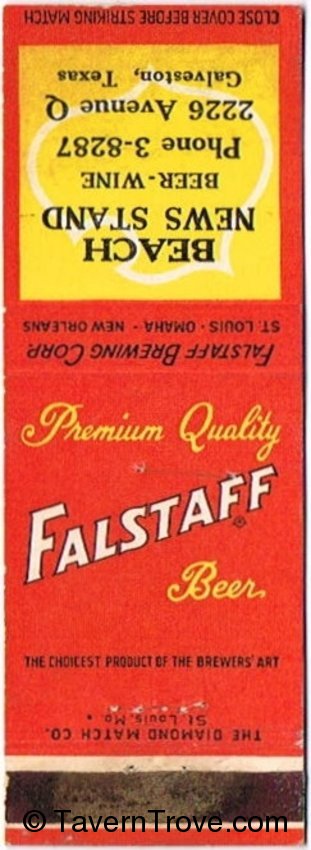 CLOSE COVER BEFORE STRIKING MATCH
BEACH
NEWS STAND
BEER-WINE
Phone 3-8287
2226 Avenue Q
Galveston, Texas
FALSTAFF BREWING CORP.
ST. LOUIS · OMAHA - NEW ORLEANS
Premium Quality
FALSTAFF®
Beer.
THE CHOICEST PRODUCT OF THE BREWERS' ART
THE DIAMOND MATCH CO.
St. Louis, Mo.
© TavernTrove.com/